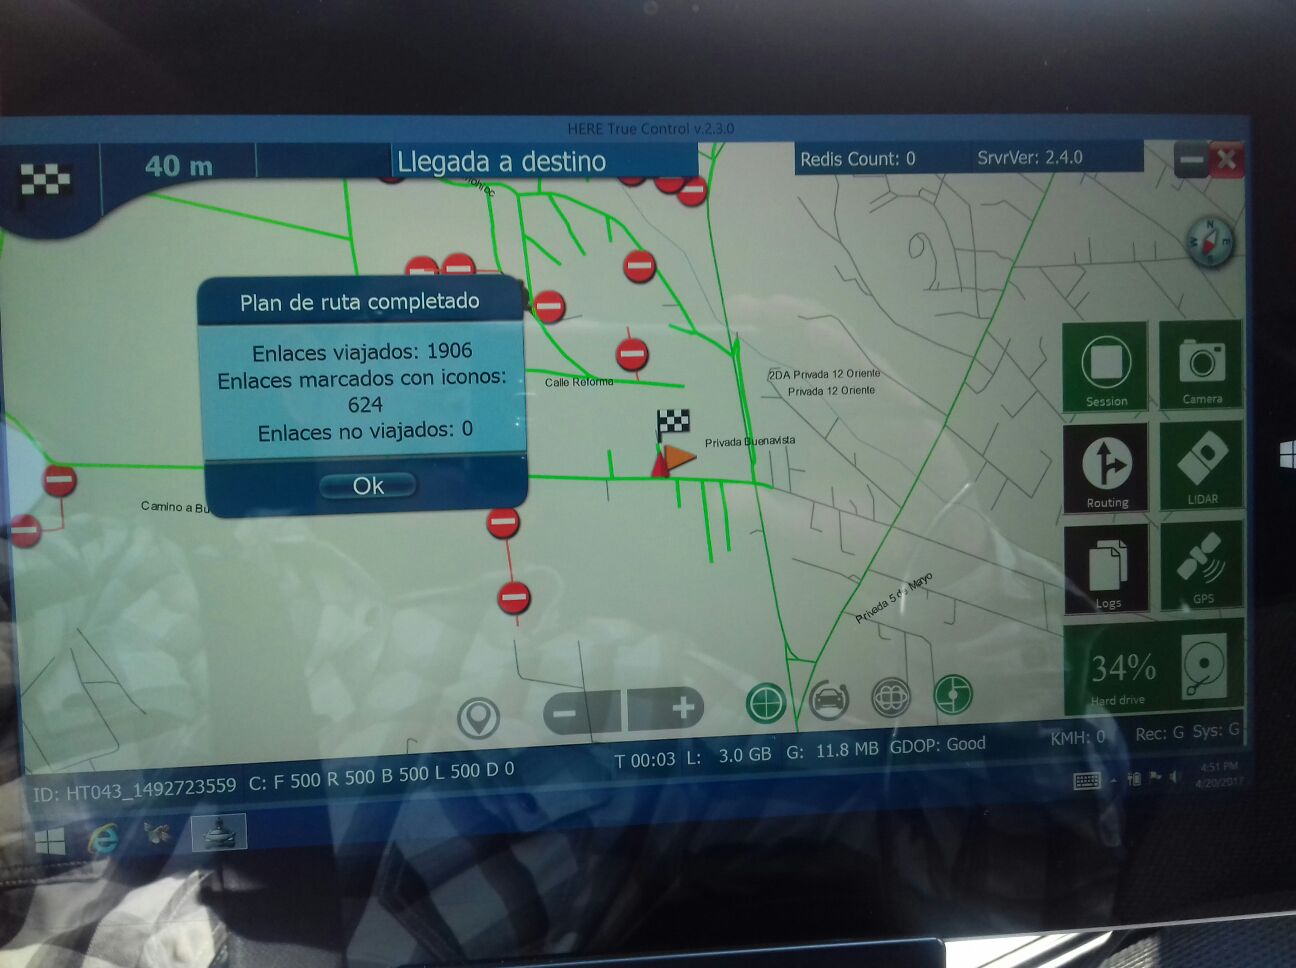 HERE True Control v.2.3.0
40 m
Llegada a destino
Redis Count: 0
SrvrVer: 2.4.0
N
W
E
Plan de ruta completado
Enlaces viajados: 1906
Enlaces marcados con iconos:
624
Enlaces no viajados: 0
Ok
Calle Reforma
2DA Privada 12 Oriente
Privada 12 Oriente
Privada Buenavista
Camino a Bu
Privada 5 de Mayo
Session
Camera
Routing
LIDAR
Logs
GPS
34%
Hard drive
ID: HT043_1492723559 C: F 500 R 500 B 500 L 500 D 0
T 00:03 L: 3.0 GB G: 11.8 MB GDOP: Good
KMH: 0 Rec: G Sys: G
4:51 PM
4/20/2017